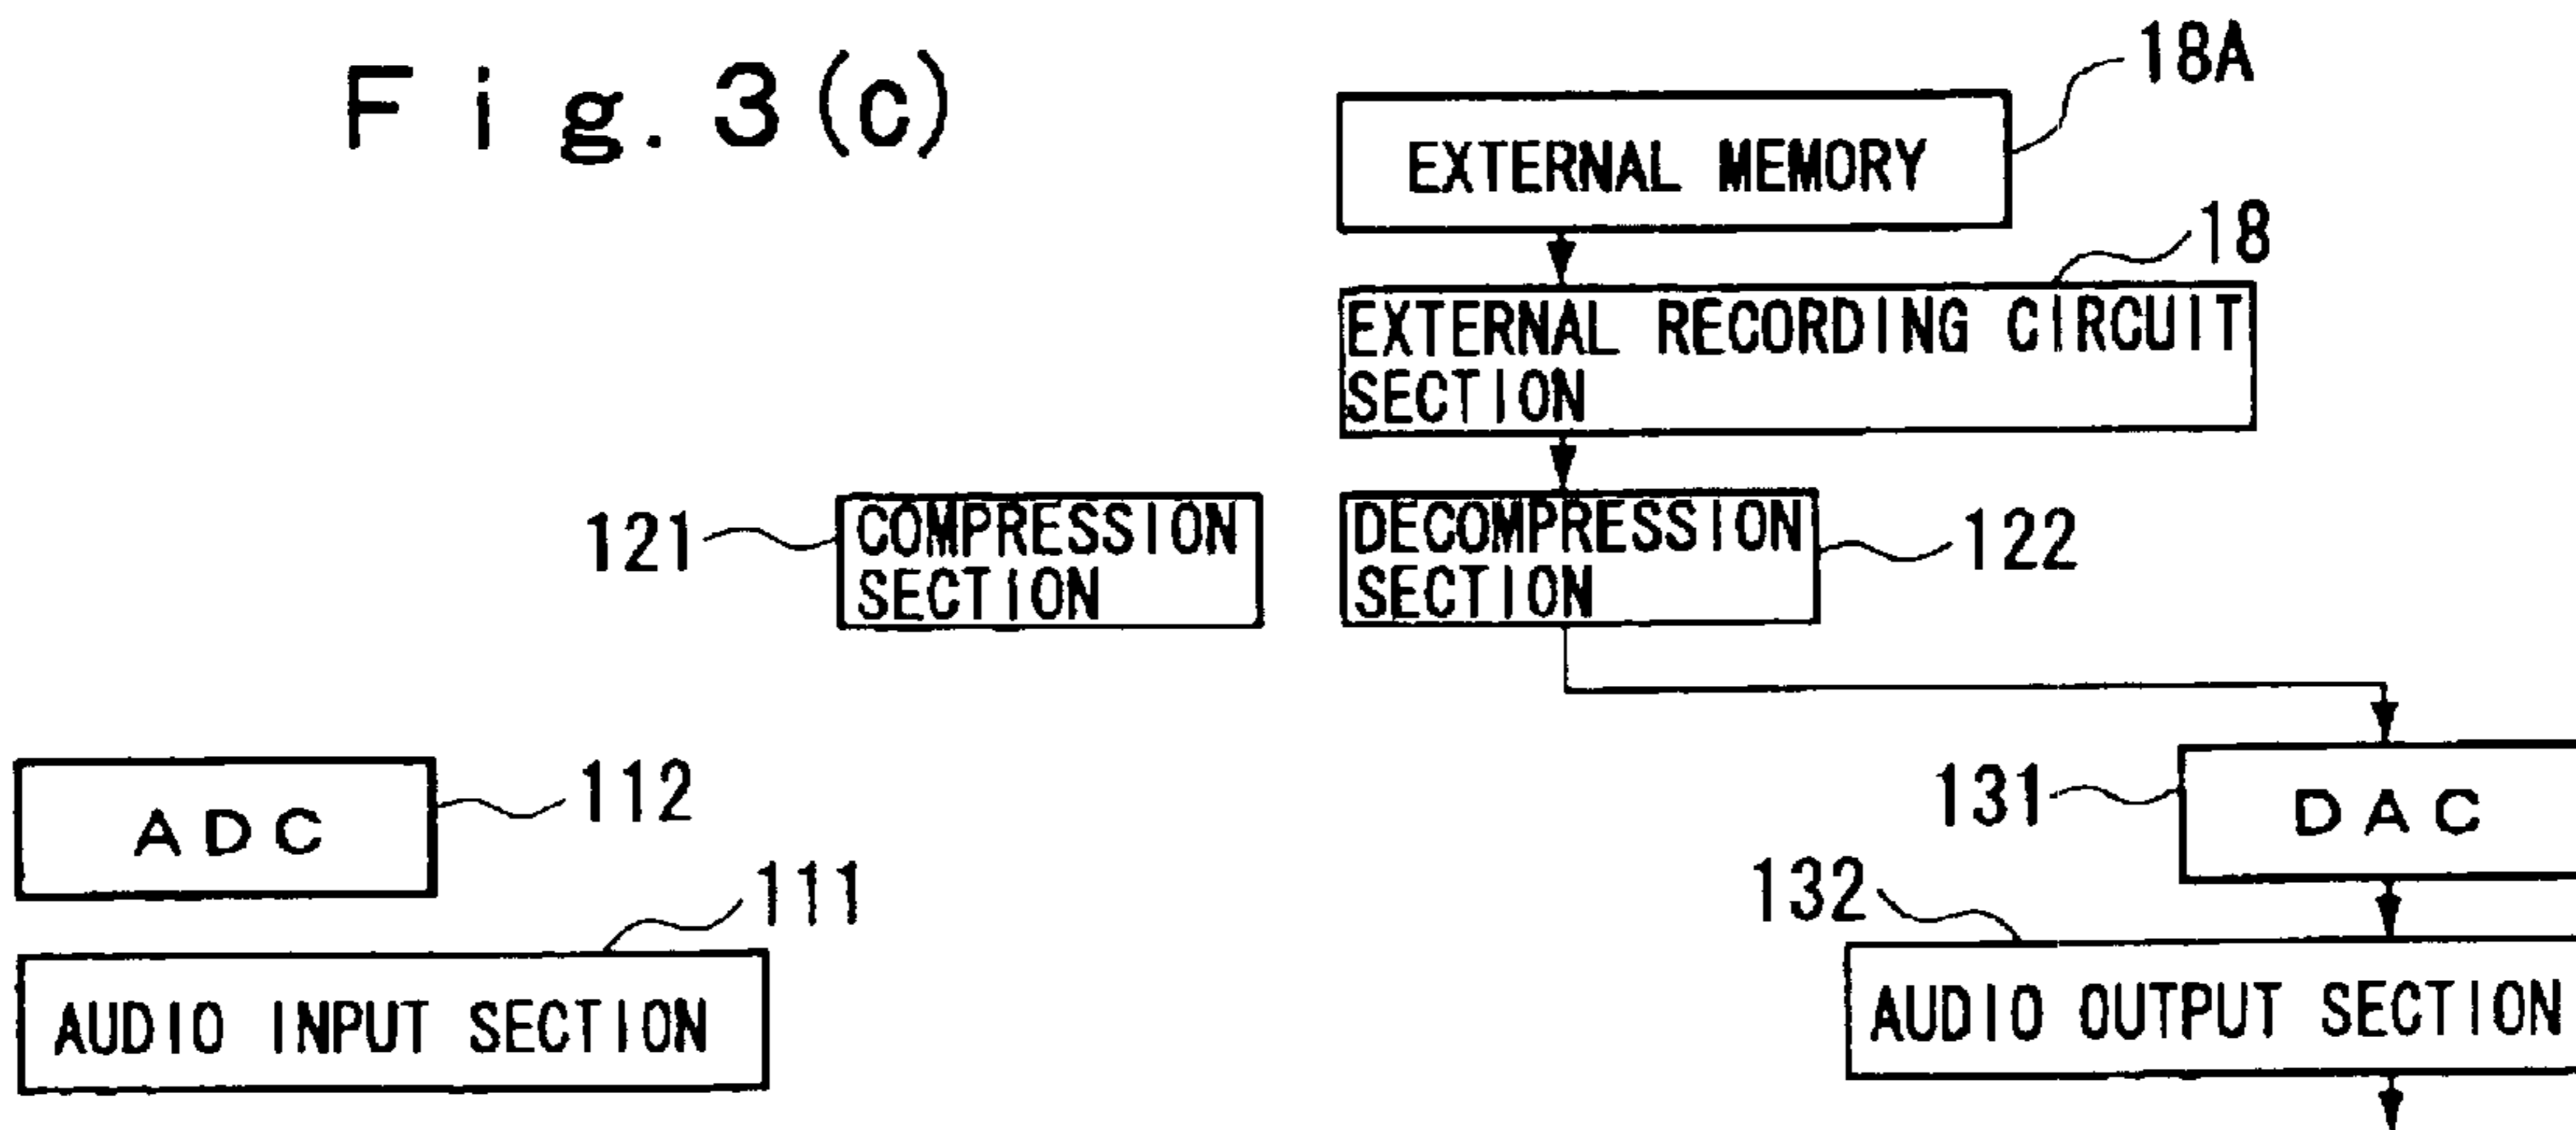 Fig. 3(c)
18A
EXTERNAL MEMORY
18
EXTERNAL RECORDING CIRCUIT
SECTION
121
COMPRESSION
SECTION
DECOMPRESSION
SECTION
122
ADC
112
131
DAC
111
132
AUDIO INPUT SECTION
AUDIO OUTPUT SECTION